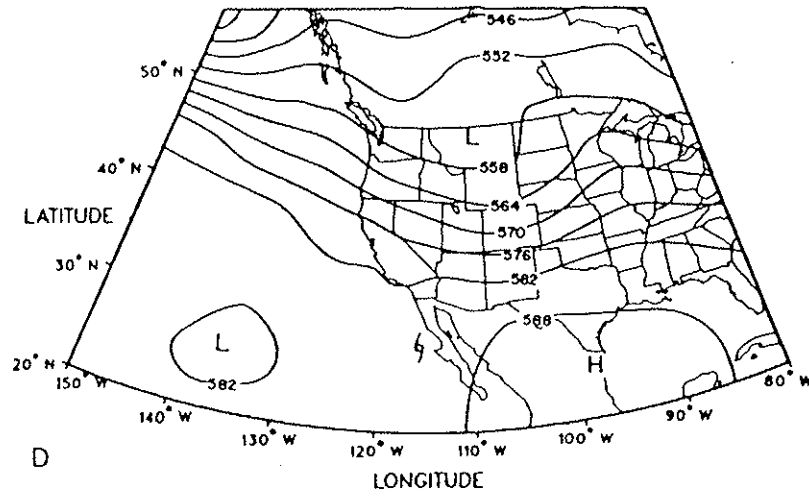 546
552
50° N
L
558
40° N
564
LATITUDE
570
576
30° N
582
588
L
H
20° N
582
150° W
80° W
140° W
90° W
130° W
100° W
120° W
110° W
D
LONGITUDE